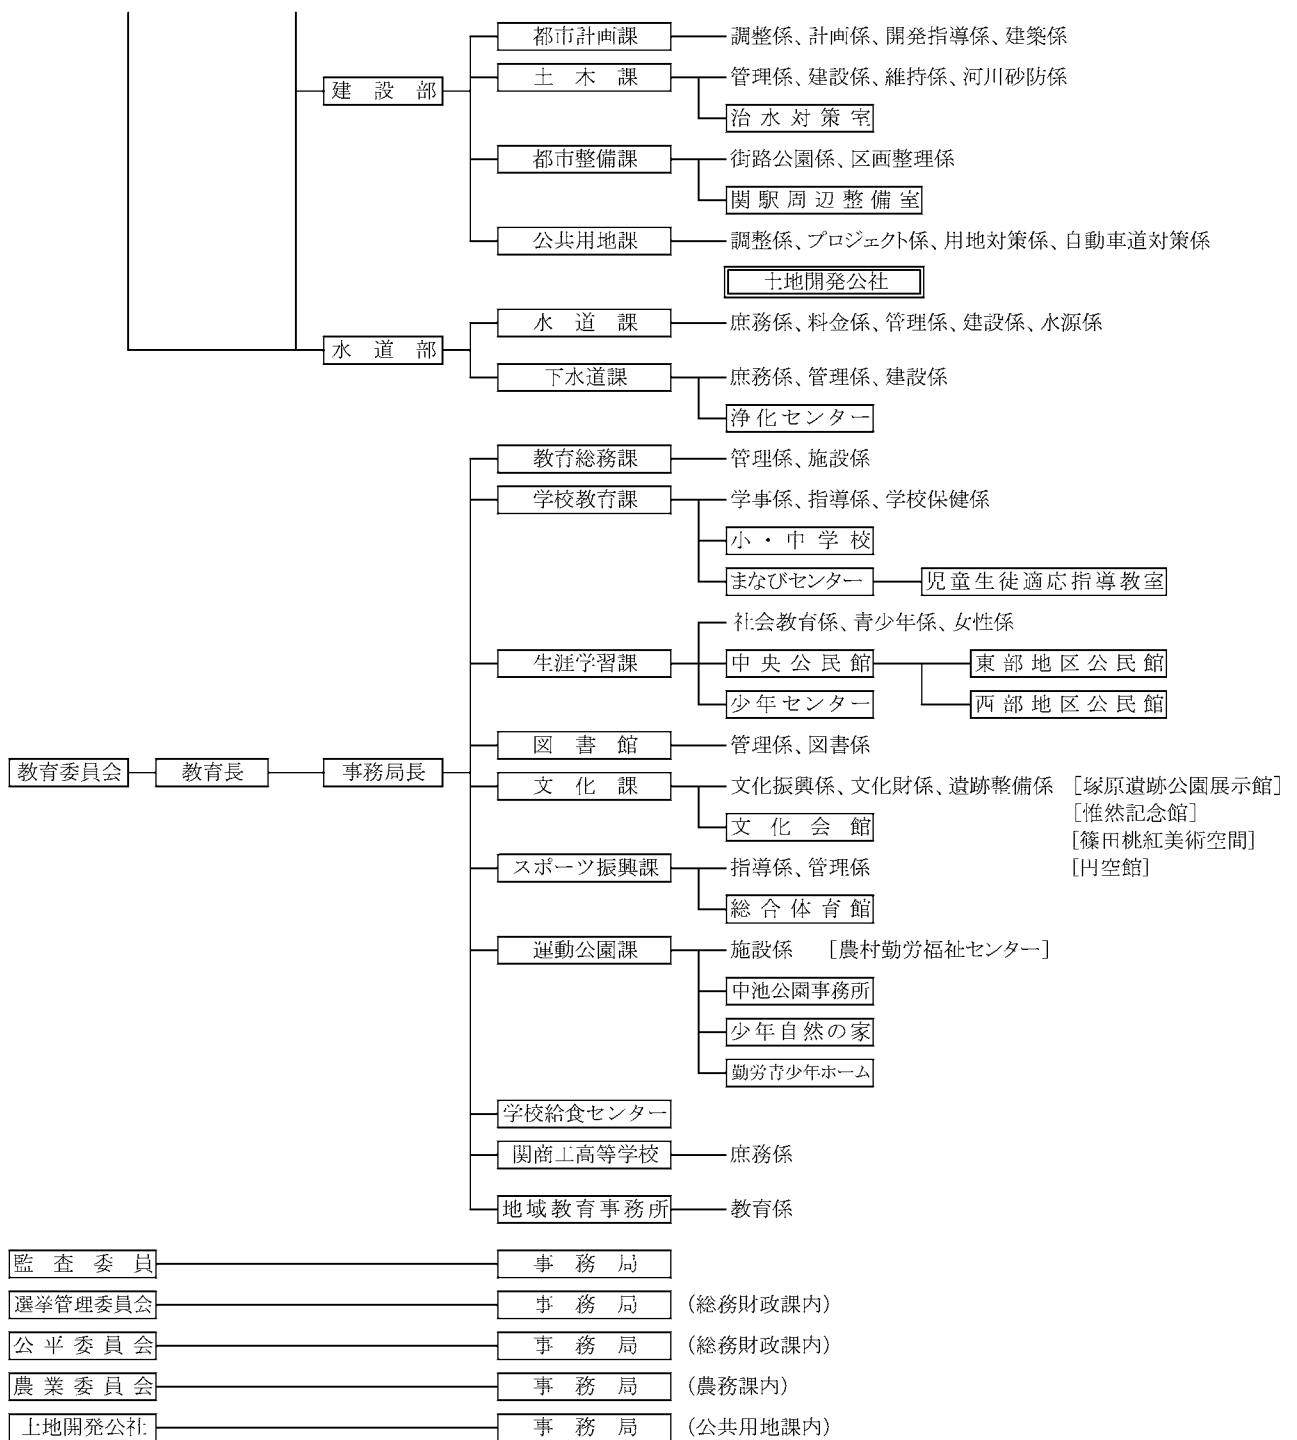 都市計画課 調整係、計画係、開発指導係、建築係
土木課 管理係、建設係、維持係、河川砂防係
建設部
治水対策室
都市整備課 街路公園係、区画整理係
関駅周辺整備室
公共用地課 調整係、プロジェクト係、用地対策係、自動車道対策係
土地開発公社
水道課 庶務係、料金係、管理係、建設係、水源係
水道部
下水道課 庶務係、管理係、建設係
浄化センター
教育総務課 管理係、施設係
学校教育課 学事係、指導係、学校保健係
小・中学校
まなびセンター 児童生徒適応指導教室
社会教育係、青少年係、女性係
生涯学習課 中央公民館 東部地区公民館
少年センター 西部地区公民館
図書館 管理係、図書係
教育委員会 教育長 事務局長
文化課 文化振興係、文化財係、遺跡整備係 [塚原遺跡公園展示館]
[惟然記念館]
文化会館
[篠田桃紅美術空間]
スポーツ振興課 指導係、管理係 [円空館]
総合体育館
運動公園課 施設係 [農村勤労福祉センター]
中池公園事務所
少年自然の家
勤労青少年ホーム
学校給食センター
関商工高等学校 庶務係
地域教育事務所 教育係
監査委員 事務局
選挙管理委員会 事務局 (総務財政課内)
公平委員会 事務局 (総務財政課内)
農業委員会 事務局 (農務課内)
土地開発公社 事務局 (公共用地課内)